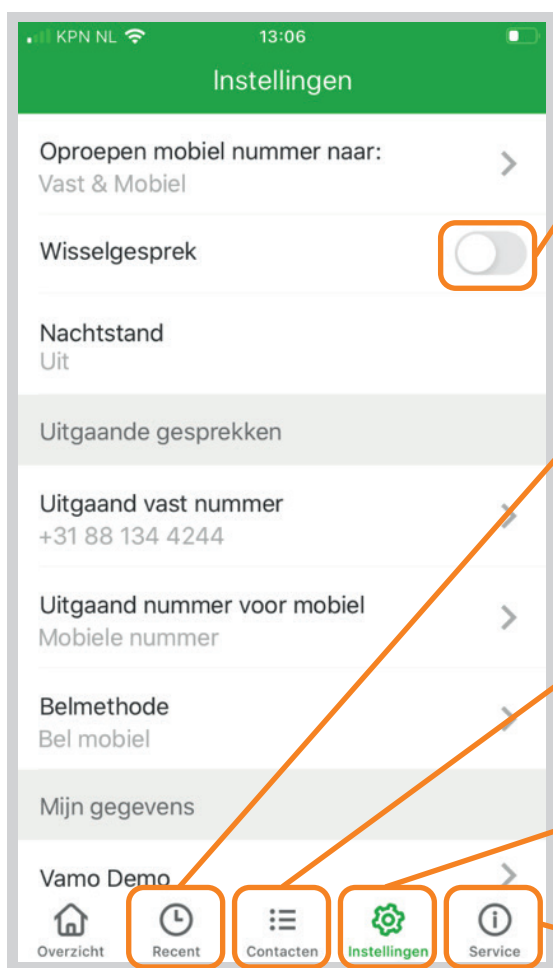 KPN NL 13:06
Instellingen
Oproepen mobiel nummer naar:
Vast & Mobiel
Wisselgesprek
Nachtstand
Uit
Uitgaande gesprekken
Uitgaand vast nummer
+31 88 134 4244
Uitgaand nummer voor mobiel
Mobiele nummer
Belmethode
Bel mobiel
Mijn gegevens
Vamo Demo
Overzicht Recent Contacten Instellingen Service